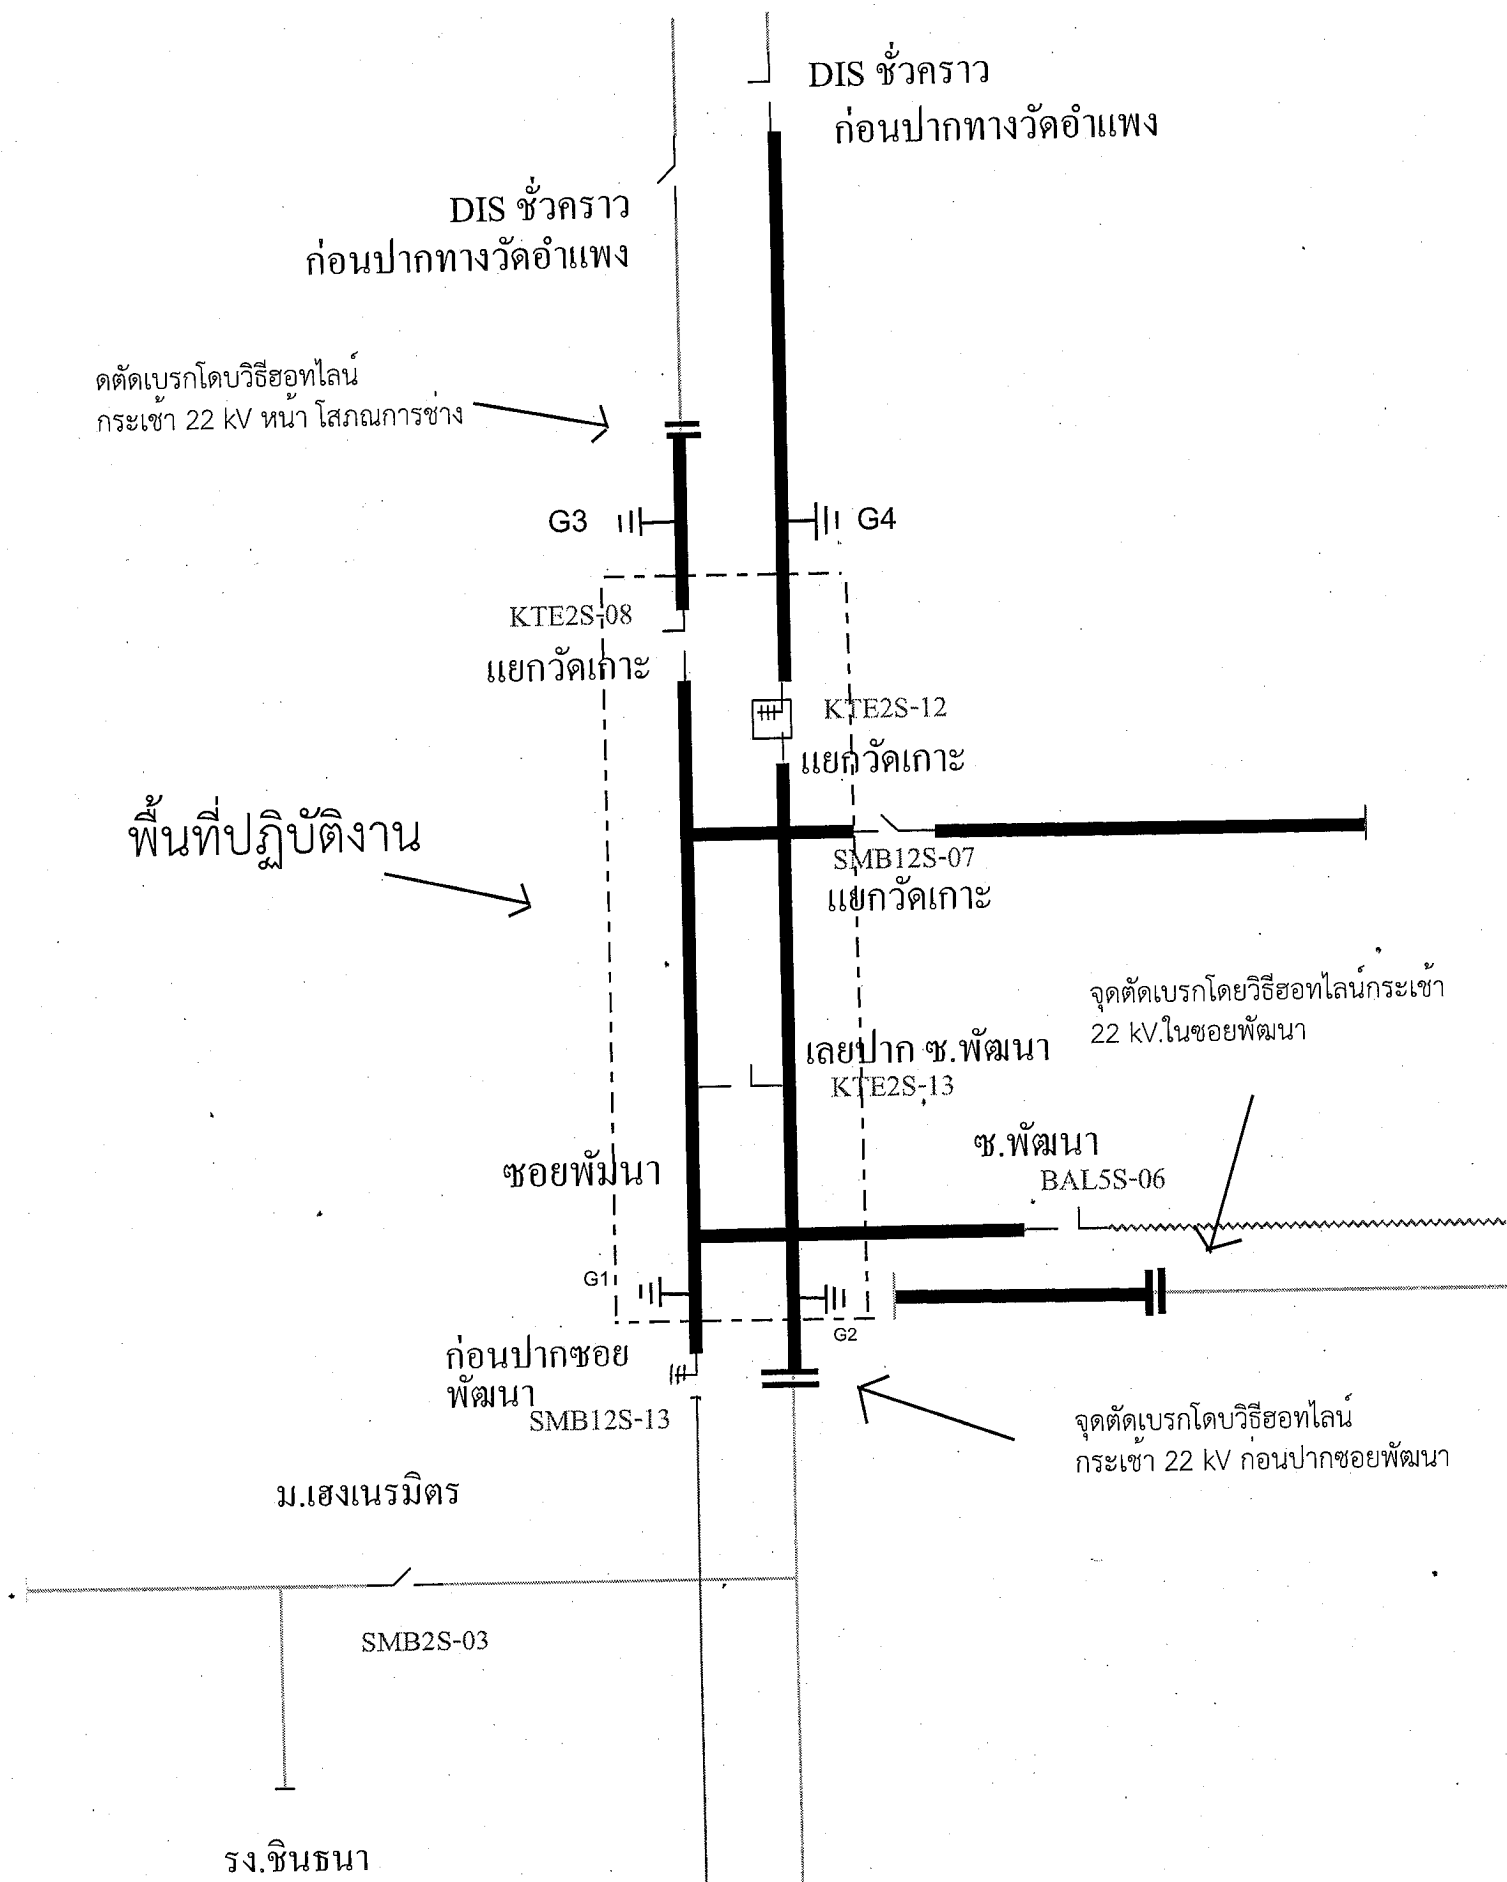 DIS ชั่วคราว
ก่อนปากทางวัดอำแพง
DIS ชั่วคราว
ก่อนปากทางวัดอำแพง
ดตัดเบรกโดบวิธีฮอทไลน์
กระเช้า 22 kV หน้า โสภณการช่าง
G3
G4
KTE2S-08
แยกวัดเกาะ
KTE2S-12
แยกวัดเกาะ
พื้นที่ปฏิบัติงาน
SMB12S-07
แยกวัดเกาะ
จุดตัดเบรกโดยวิธีฮอทไลน์กระเช้า
22 kV.ในซอยพัฒนา
เลยปาก ซ.พัฒนา
KTE2S-13
ซ.พัฒนา
BAL5S-06
ซอยพัมนา
G1
G2
ก่อนปากซอย
พัฒนา
SMB12S-13
จุดตัดเบรกโดบวิธีฮอทไลน์
กระเช้า 22 kV ก่อนปากซอยพัฒนา
ม.เฮงเนรมิตร
SMB2S-03
รง.ชินธนา